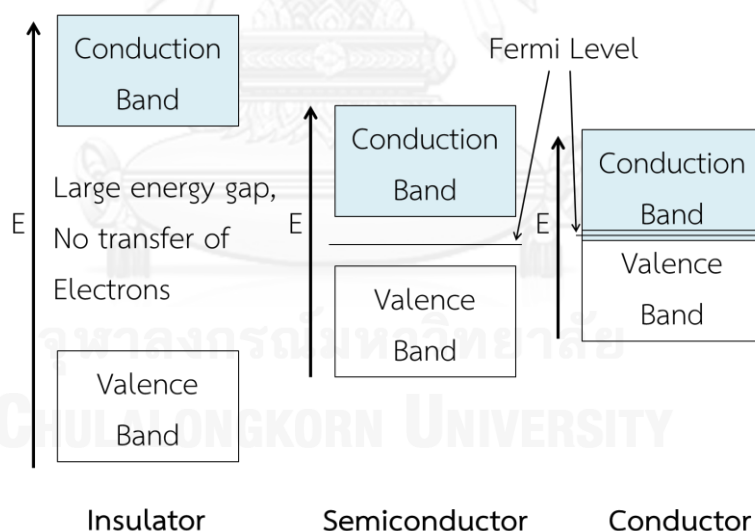 Conduction
Band
Large energy gap,
No transfer of
Electrons
Valence
Band
E
Insulator
Fermi Level
Conduction
Band
E
Valence
Band
Semiconductor
Conduction
Band
E
Valence
Band
Conductor
จุฬาลงกรณ์มหาวิทยาลัย
CHULALONGKORN UNIVERSITY